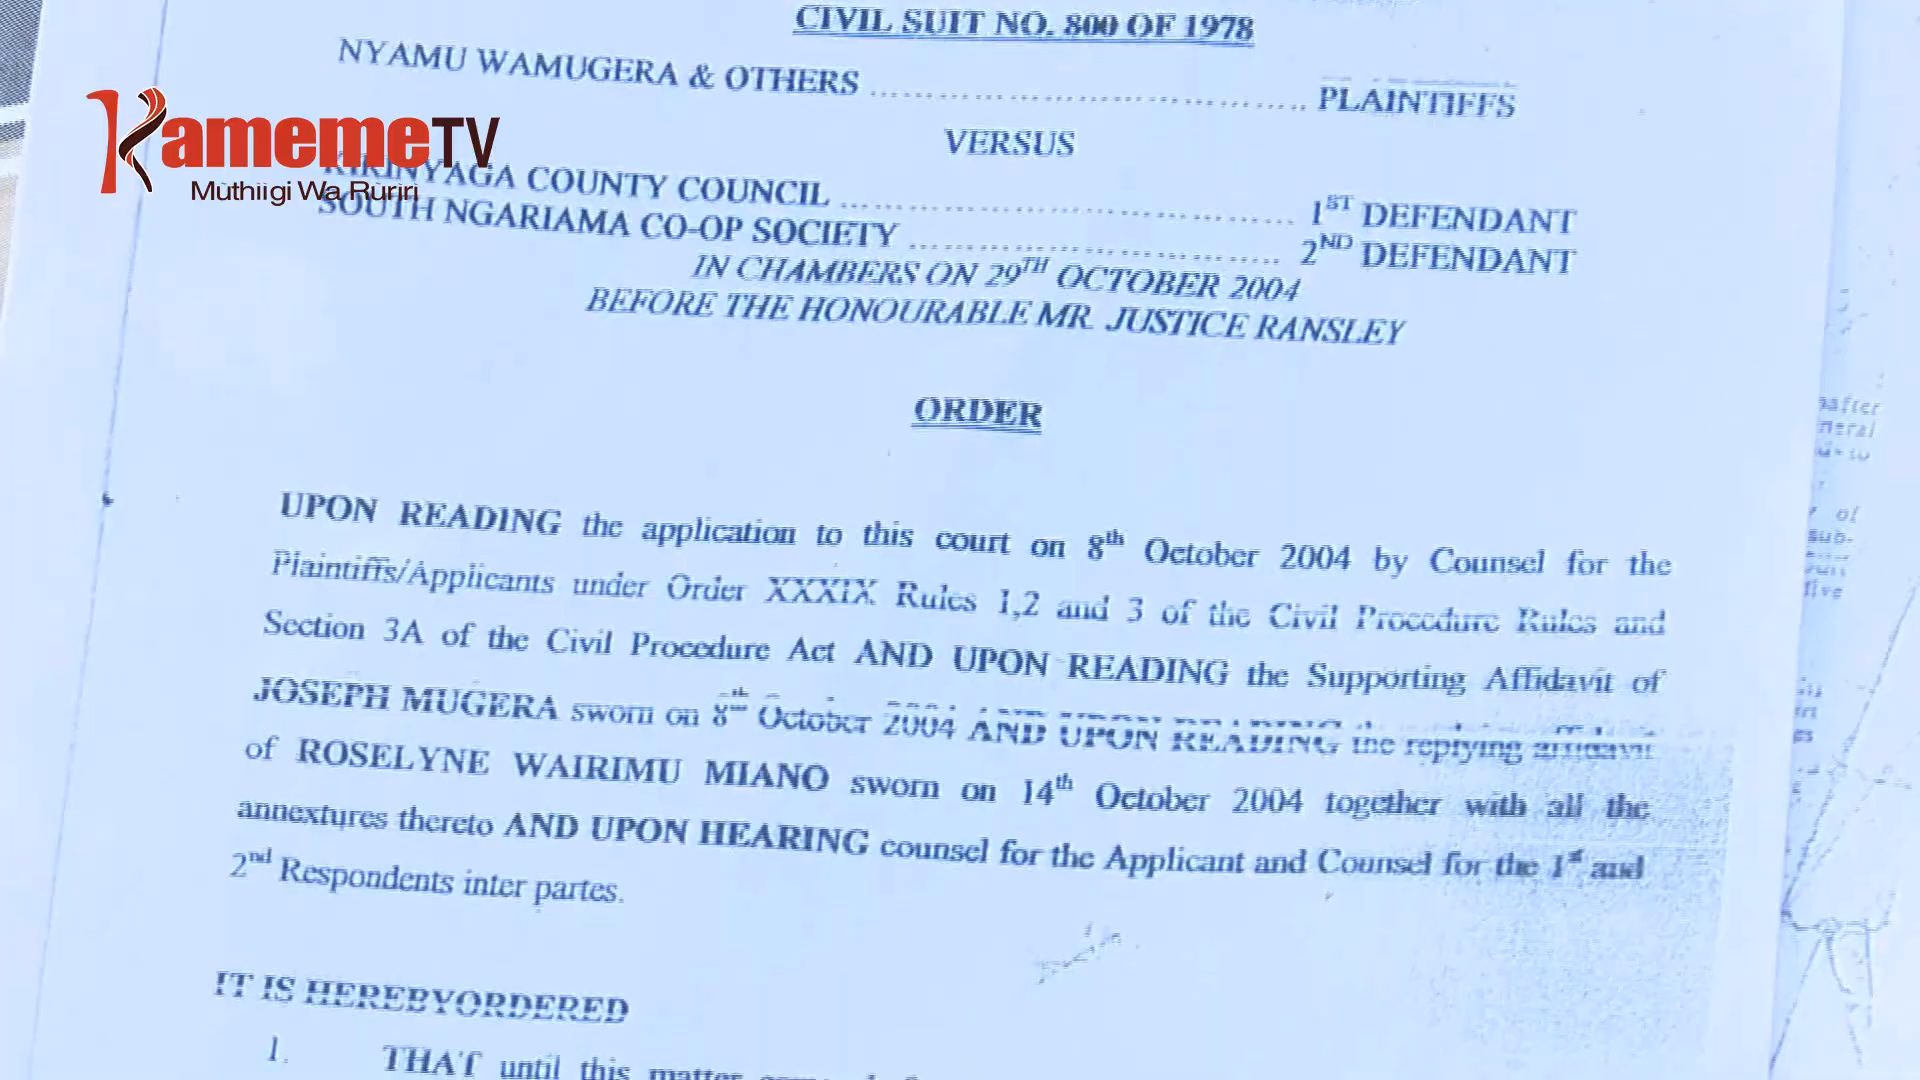 CIVIL SUIT NO. 800 OF 1978
NYAMU WAMUGERA & OTHERS ........................................ PLAINTIFFS
VERSUS
Kameme TV
Muthiigi Wa Ruriri
KIRINYAGA COUNTY COUNCIL ........................................ 1ST DEFENDANT
SOUTH NGARIAMA CO-OP SOCIETY ................................ 2ND DEFENDANT
IN CHAMBERS ON 29TH OCTOBER 2004
BEFORE THE HONOURABLE MR. JUSTICE RANSLEY
ORDER
UPON READING the application to this court on 8th October 2004 by Counsel for the
Plaintiffs/Applicants under Order XXXIX Rules 1,2 and 3 of the Civil Procedure Rules and
Section 3A of the Civil Procedure Act AND UPON READING the Supporting Affidavit of
JOSEPH MUGERA sworn on 8th October 2004 AND UPON READING the replying affidavit
of ROSELYNE WAIRIMU MIANO sworn on 14th October 2004 together with all the
annextures thereto AND UPON HEARING counsel for the Applicant and Counsel for the 1st and
2nd Respondents inter partes.
IT IS HEREBYORDERED
1. THAT until this matter
of
sub-
five